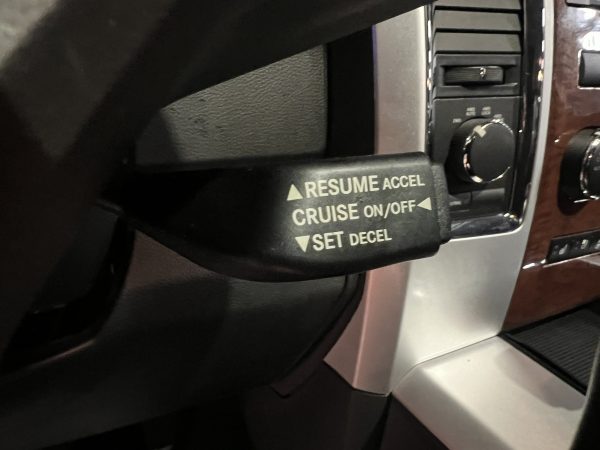 ▲RESUME ACCEL
CRUISE ON/OFF◀
▼SET DECEL